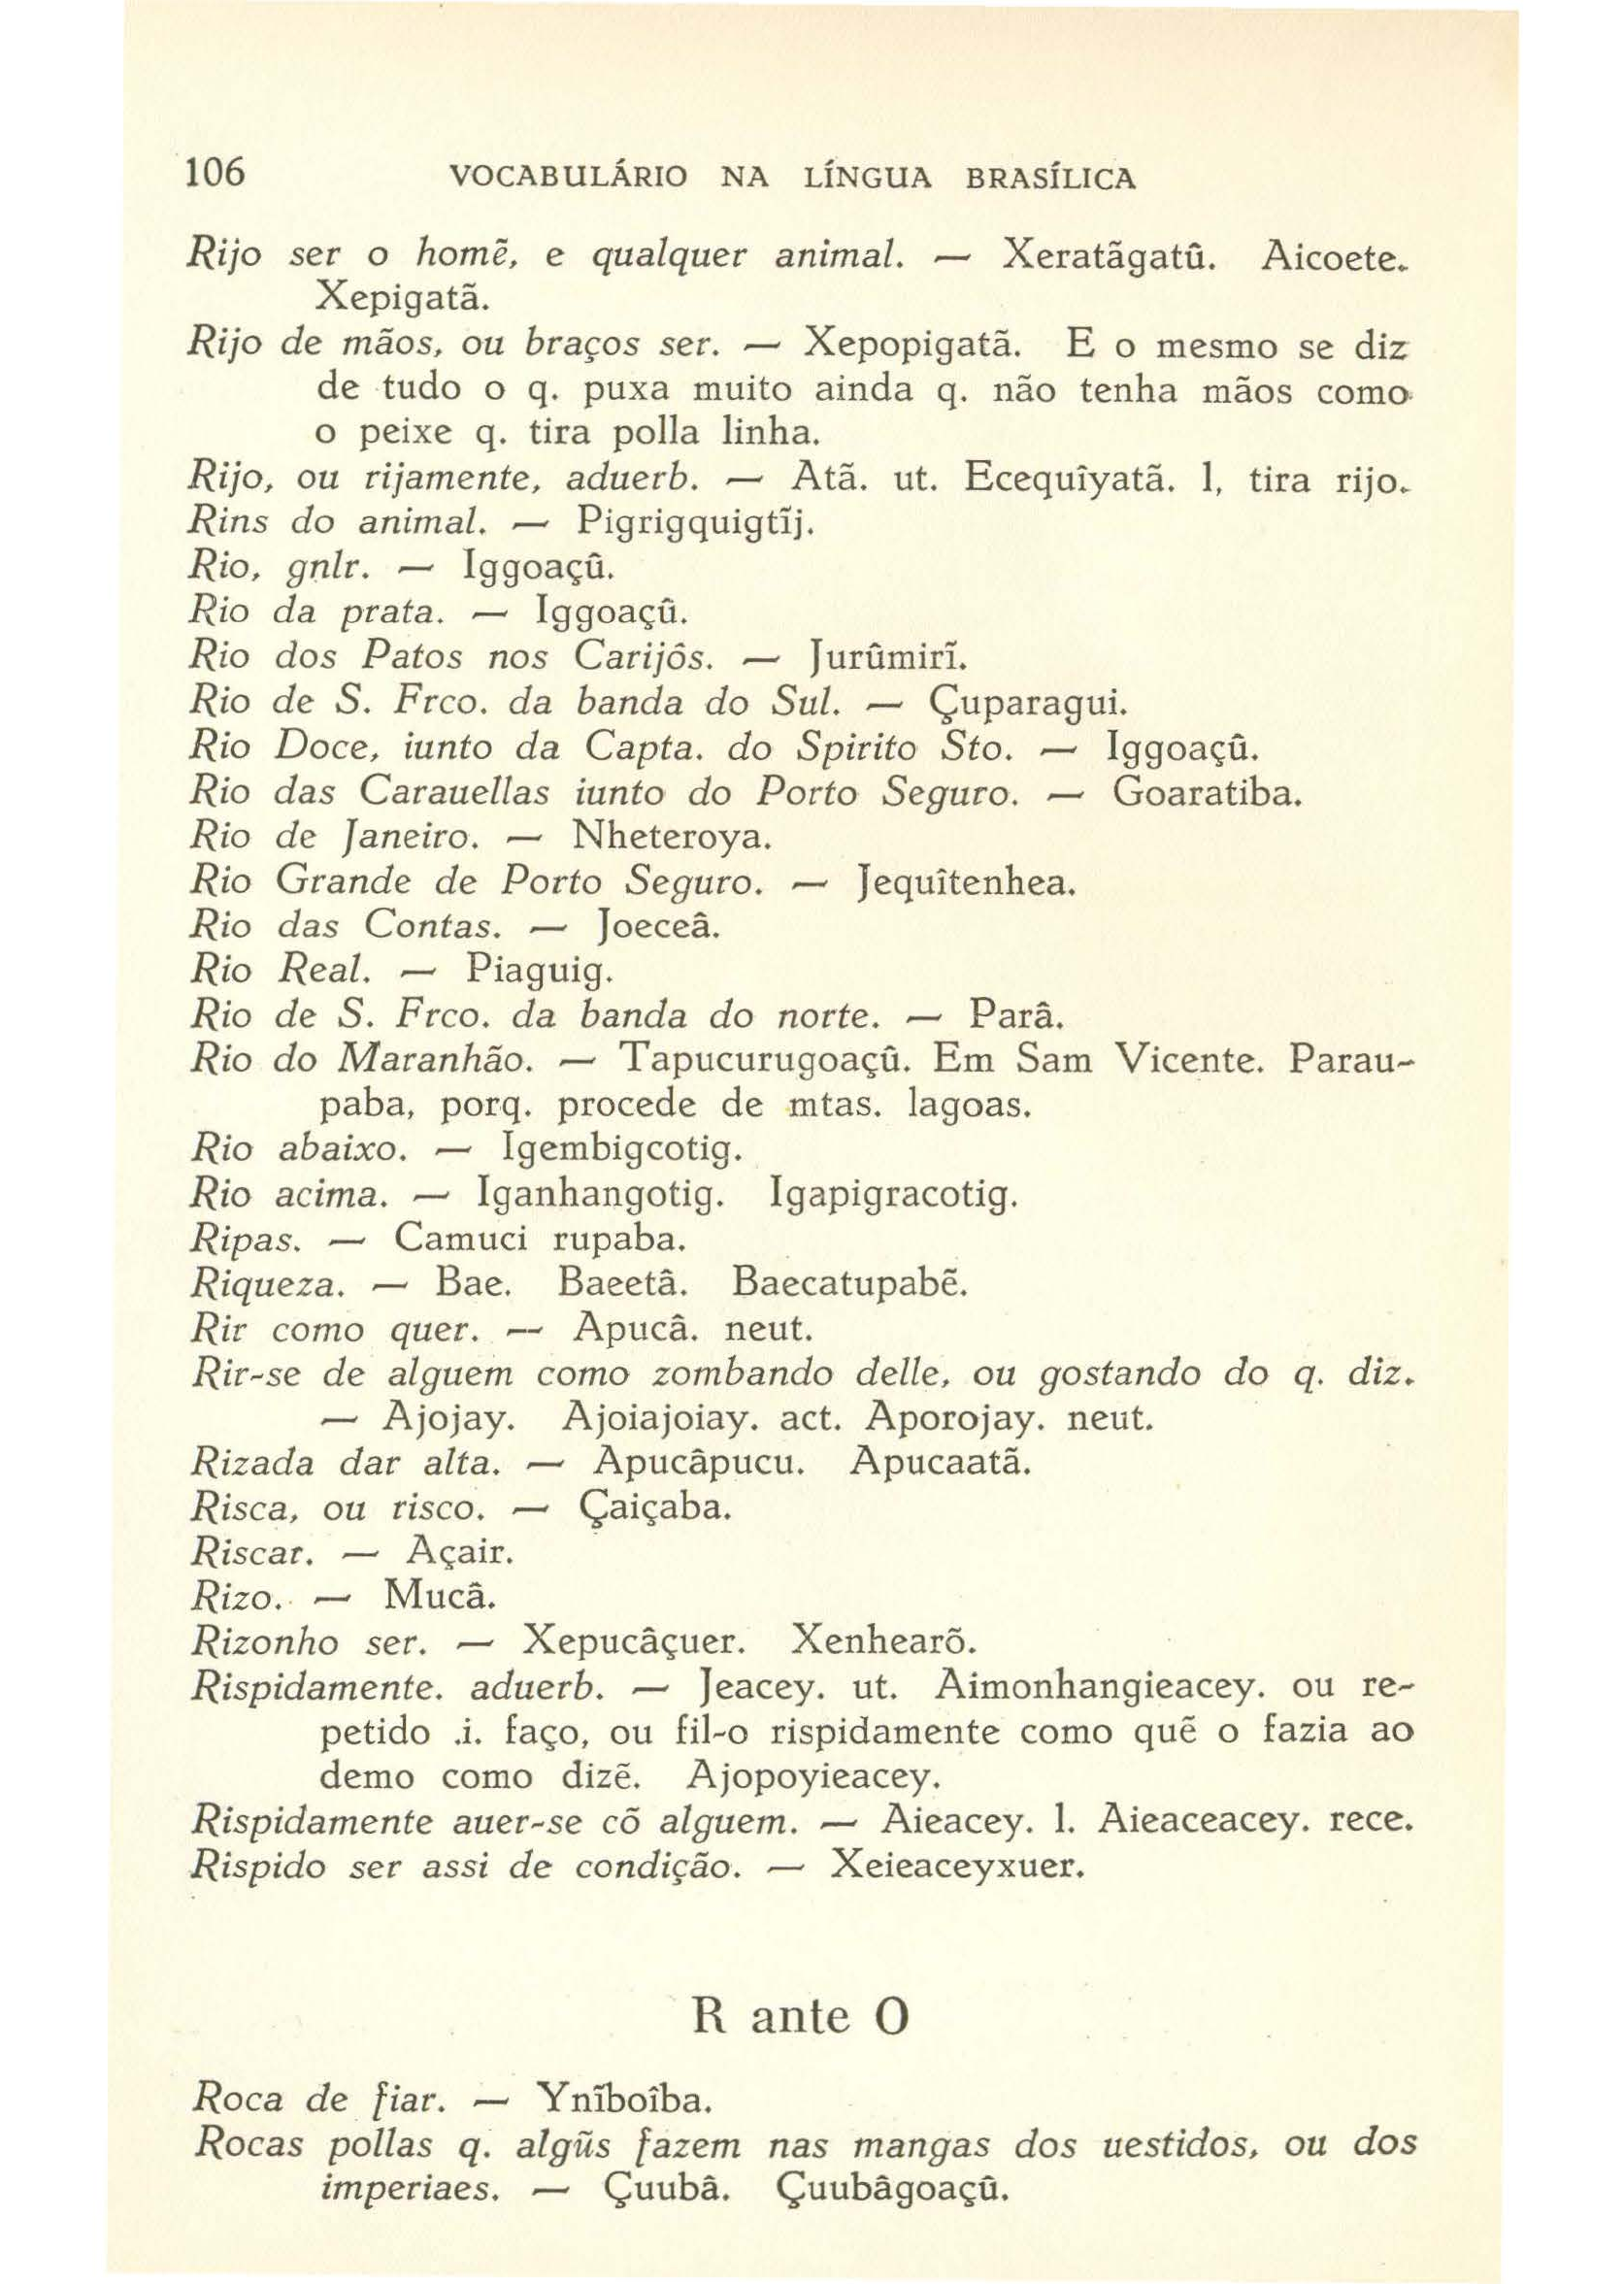 106 VOCABULÁRIO NA LÍNGUA BRASÍLICA
Rijo ser o homẽ, e qualquer animal. — Xeratãgatû. Aicoete.
Xepigatã.
Rijo de mãos, ou braços ser. — Xepopigatã. E o mesmo se diz
de tudo o q. puxa muito ainda q. não tenha mãos como
o peixe q. tira polla linha.
Rijo, ou rijamente, aduerb. — Atã. ut. Ecequîyatã. l, tira rijo.
Rins do animal. — Pigrigquigtĩj.
Rio, gnlr. — Iggoaçû.
Rio da prata. — Iggoaçû.
Rio dos Patos nos Carijôs. — Jurûmirĩ.
Rio de S. Frco. da banda do Sul. — Çuparagui.
Rio Doce, iunto da Capta. do Spirito Sto. — Iggoaçû.
Rio das Carauellas iunto do Porto Seguro. — Goaratiba.
Rio de Janeiro. — Nheteroya.
Rio Grande de Porto Seguro. — Jequîtenhea.
Rio das Contas. — Joeceâ.
Rio Real. — Piaguig.
Rio de S. Frco. da banda do norte. — Parâ.
Rio do Maranhão. — Tapucurugoaçû. Em Sam Vicente. Parau-
paba, porq. procede de mtas. lagoas.
Rio abaixo. — Igembigcotig.
Rio acima. — Iganhangotig. Igapigracotig.
Ripas. — Camuci rupaba.
Riqueza. — Bae. Baeetâ. Baecatupabẽ.
Rir como quer. — Apucâ. neut.
Rir-se de alguem como zombando delle, ou gostando do q. diz.
— Ajojay. Ajoiajoiay. act. Aporojay. neut.
Rizada dar alta. — Apucâpucu. Apucaatã.
Risca, ou risco. — Çaiçaba.
Riscar. — Açair.
Rizo. — Mucâ.
Rizonho ser. — Xepucâçuer. Xenhearõ.
Rispidamente. aduerb. — Jeacey. ut. Aimonhangieacey. ou re-
petido .i. faço, ou fil-o rispidamente como quẽ o fazia ao
demo como dizẽ. Ajopoyieacey.
Rispidamente auer-se cõ alguem. — Aieacey. l. Aieaceacey. rece.
Rispido ser assi de condição. — Xeieaceyxuer.
R ante O
Roca de fiar. — Ynĩboîba.
Rocas pollas q. algũs fazem nas mangas dos uestidos, ou dos
imperiaes. — Çuubâ. Çuubâgoaçû.